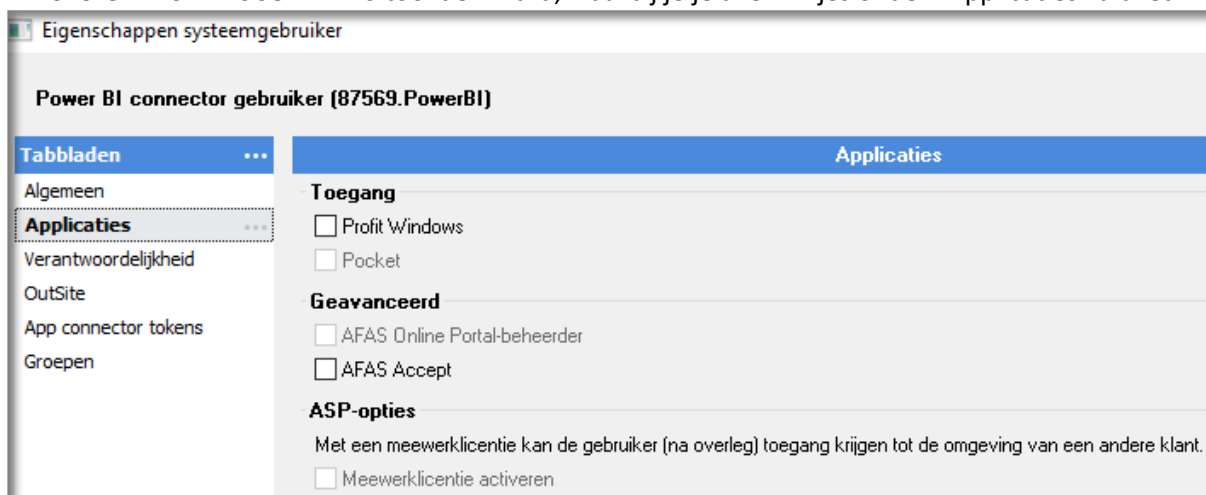 Eigenschappen systeemgebruiker
Power BI connector gebruiker (87569.PowerBI)
Tabbladen ...
Algemeen
Applicaties ...
Verantwoordelijkheid
OutSite
App connector tokens
Groepen
Applicaties
Toegang
Profit Windows
Pocket
Geavanceerd
AFAS Online Portal-beheerder
AFAS Accept
ASP-opties
Met een meewerklicentie kan de gebruiker (na overleg) toegang krijgen tot de omgeving van een andere klant.
Meewerklicentie activeren